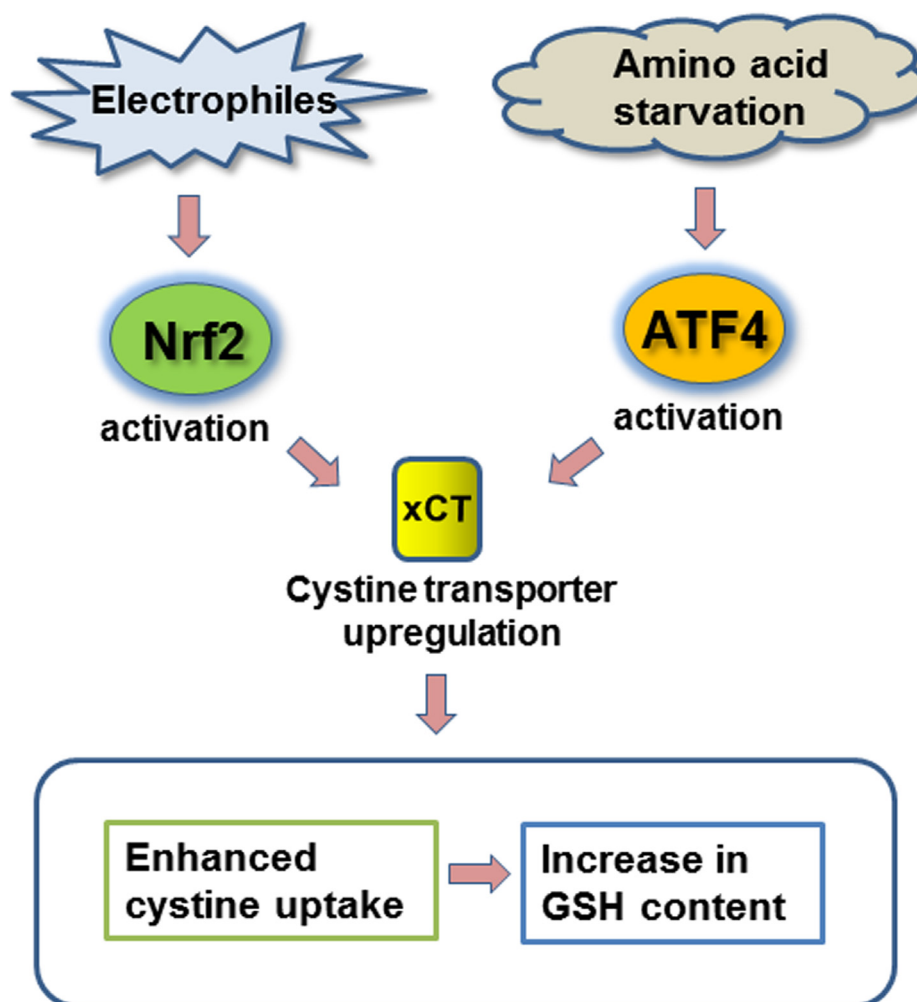 Electrophiles
Amino acid
starvation
Nrf2
activation
ATF4
activation
xCT
Cystine transporter
upregulation
Enhanced
cystine uptake
Increase in
GSH content